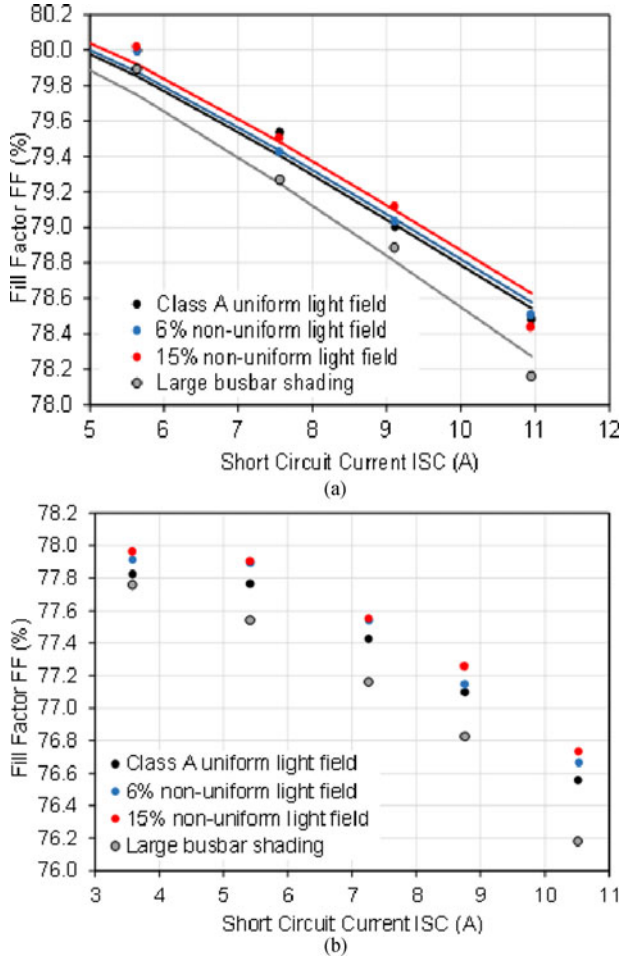 80.2
80.0
79.8
79.6
79.4
79.2
79.0
78.8
78.6
78.4
78.2
78.0
Fill Factor FF (%)
Class A uniform light field
6% non-uniform light field
15% non-uniform light field
Large busbar shading
5 6 7 8 9 10 11 12
Short Circuit Current ISC (A)
(a)
78.2
78.0
77.8
77.6
77.4
77.2
77.0
76.8
76.6
76.4
76.2
76.0
Fill Factor FF (%)
Class A uniform light field
6% non-uniform light field
15% non-uniform light field
Large busbar shading
3 4 5 6 7 8 9 10 11
Short Circuit Current ISC (A)
(b)